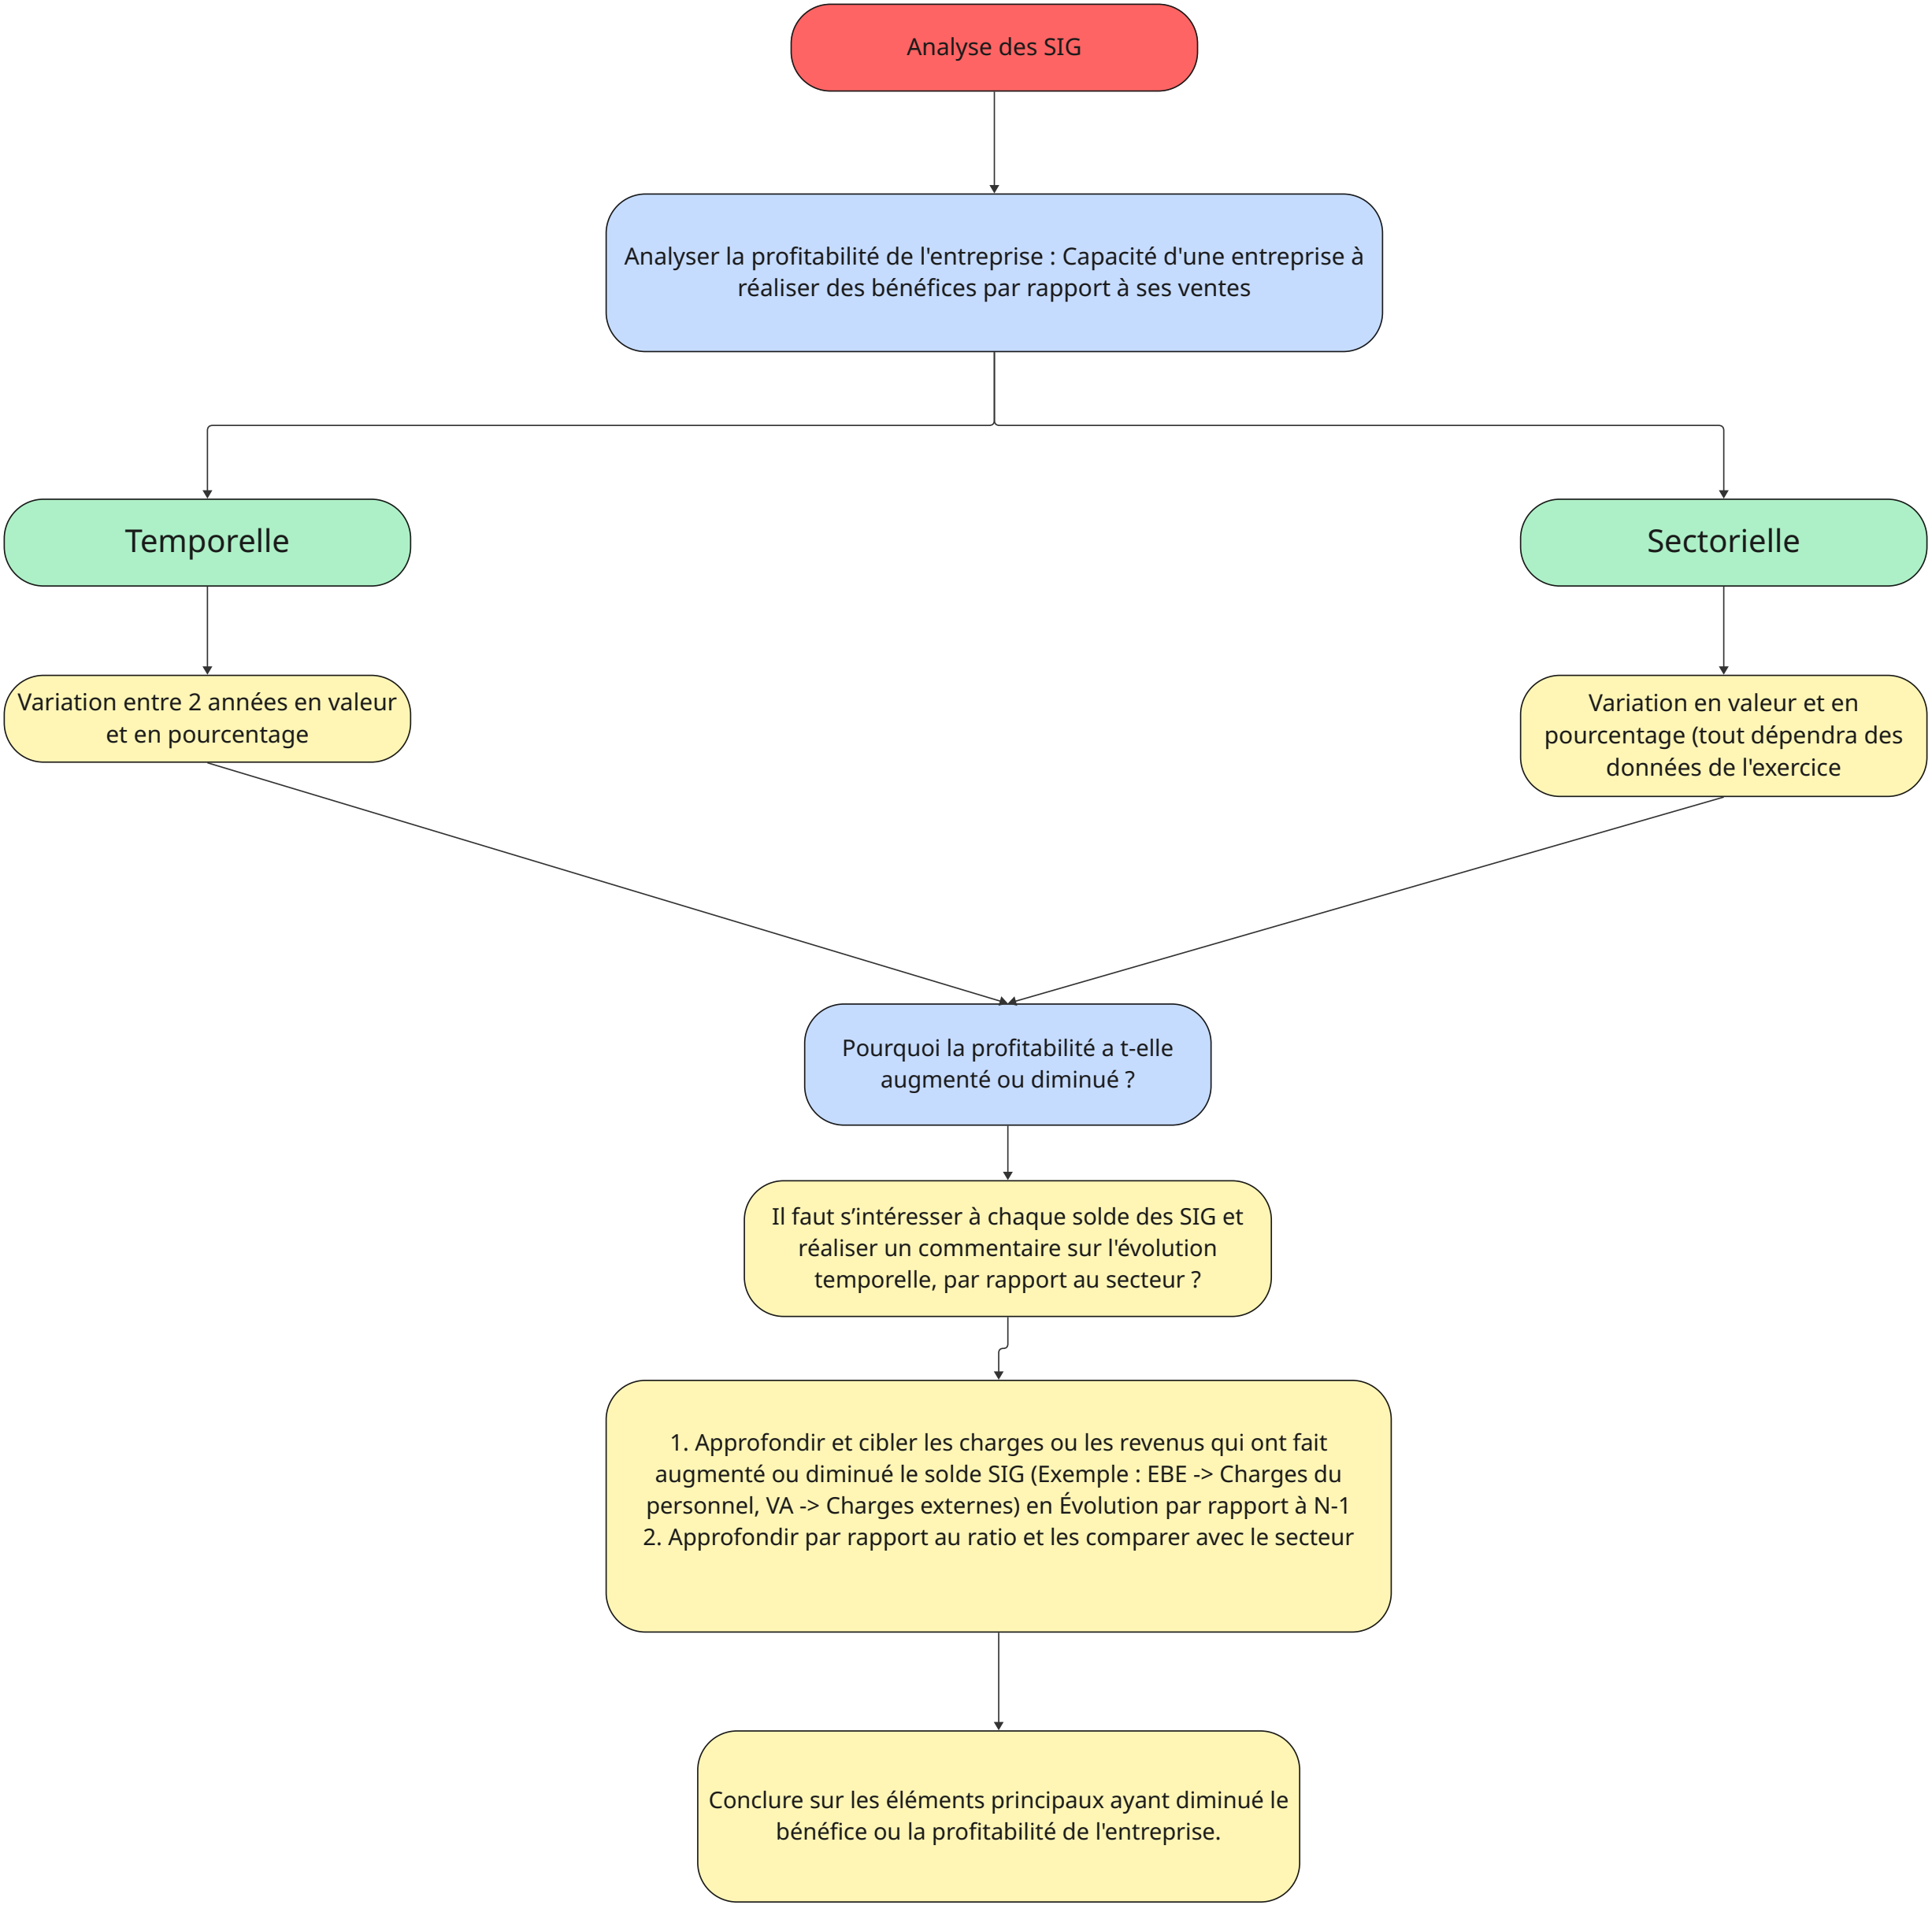 Analyse des SIG
Analyser la profitabilité de l'entreprise : Capacité d'une entreprise à
réaliser des bénéfices par rapport à ses ventes
Temporelle
Sectorielle
Variation entre 2 années en valeur
et en pourcentage
Variation en valeur et en
pourcentage (tout dépendra des
données de l'exercice
Pourquoi la profitabilité a t-elle
augmenté ou diminué ?
Il faut s’intéresser à chaque solde des SIG et
réaliser un commentaire sur l'évolution
temporelle, par rapport au secteur ?
1. Approfondir et cibler les charges ou les revenus qui ont fait
augmenté ou diminué le solde SIG (Exemple : EBE -> Charges du
personnel, VA -> Charges externes) en Évolution par rapport à N-1
2. Approfondir par rapport au ratio et les comparer avec le secteur
Conclure sur les éléments principaux ayant diminué le
bénéfice ou la profitabilité de l'entreprise.